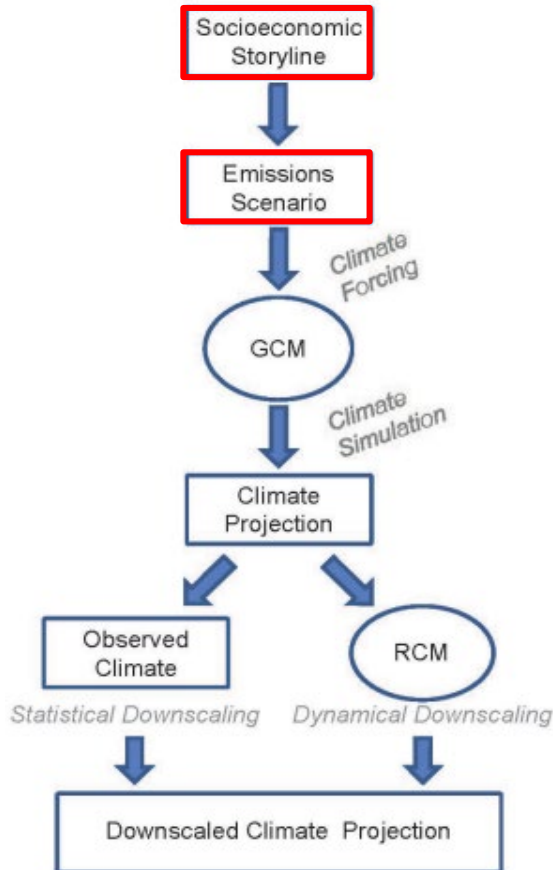 Socioeconomic
Storyline
Emissions
Scenario
Climate
Forcing
GCM
Climate
Simulation
Climate
Projection
Observed
Climate
RCM
Statistical Downscaling
Dynamical Downscaling
Downscaled Climate Projection